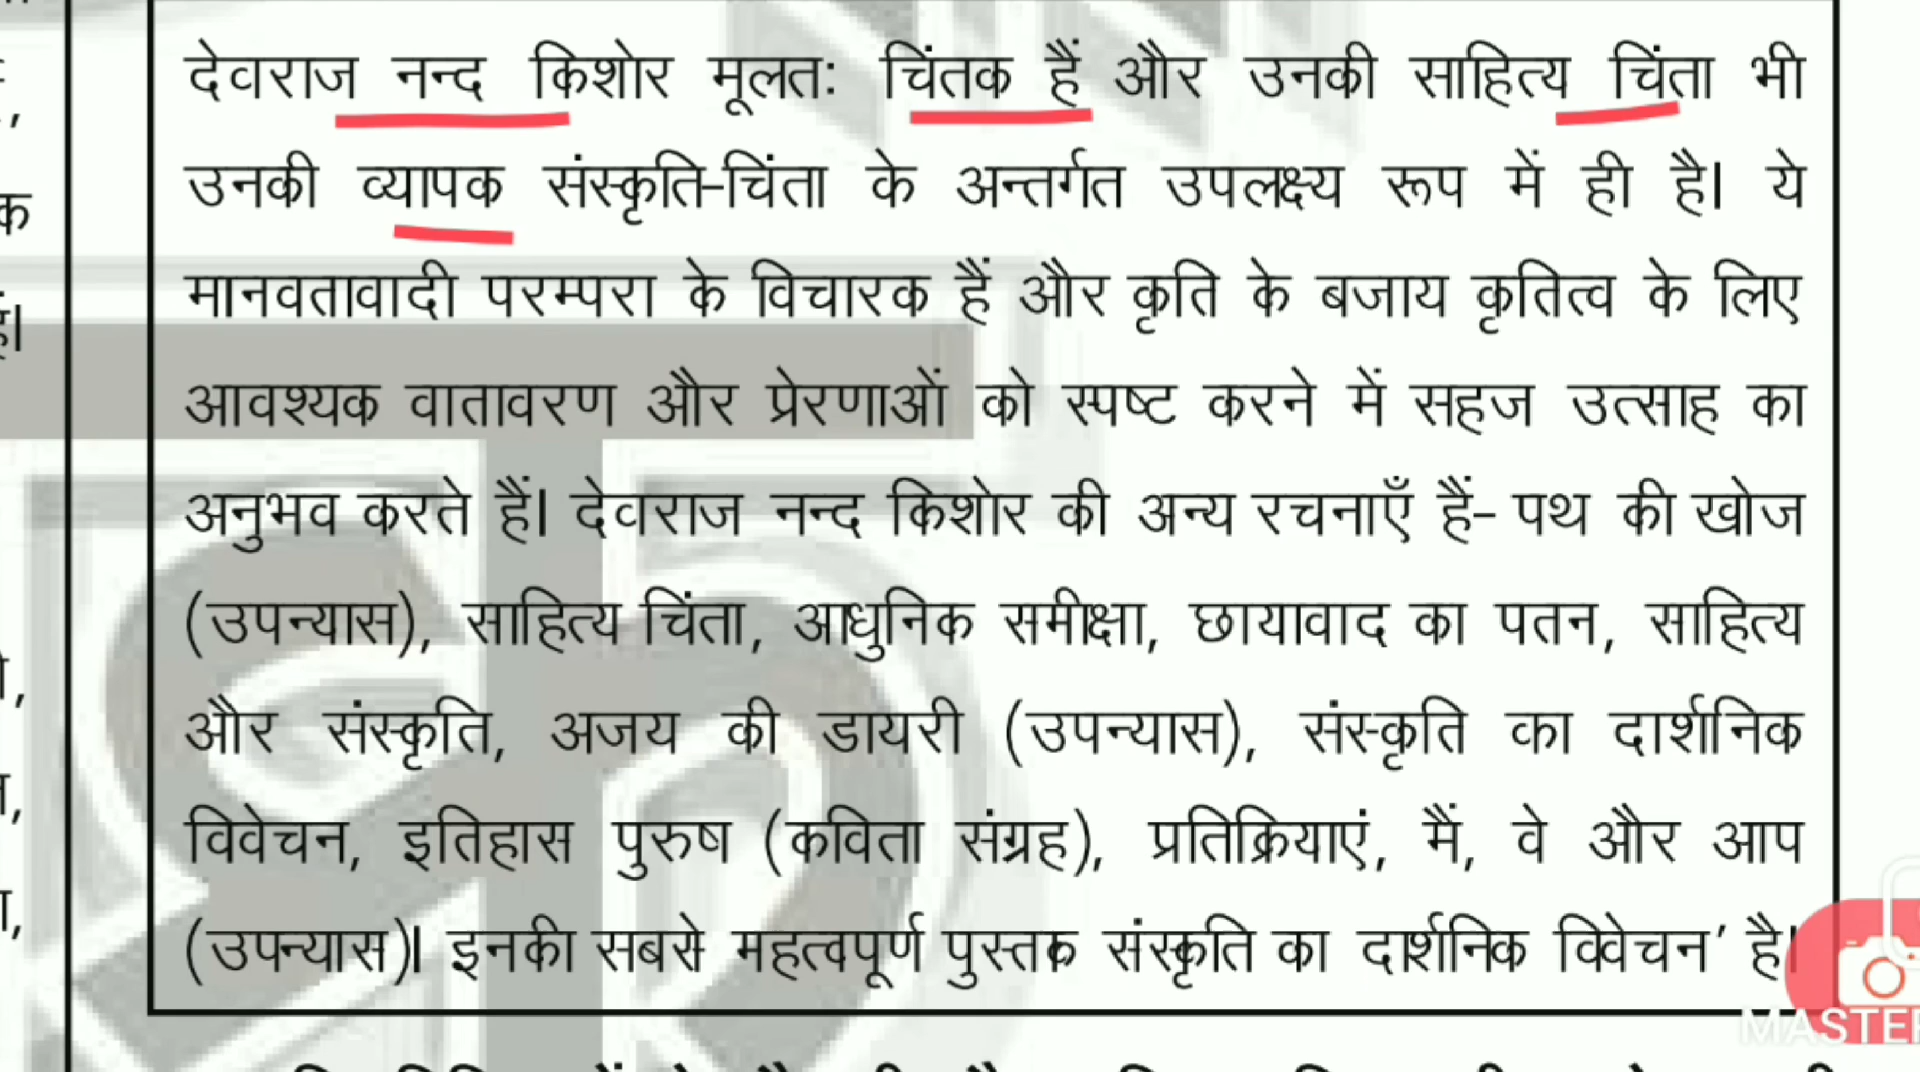 देवराज नन्द किशोर मूलत: चिंतक हैं और उनकी साहित्य चिंता भी
उनकी व्यापक संस्कृति-चिंता के अन्तर्गत उपलक्ष्य रूप में ही है। ये
मानवतावादी परम्परा के विचारक हैं और कृति के बजाय कृतित्व के लिए
आवश्यक वातावरण और प्रेरणाओं को स्पष्ट करने में सहज उत्साह का
अनुभव करते हैं। देवराज नन्द किशोर की अन्य रचनाएँ हैं- पथ की खोज
(उपन्यास), साहित्य चिंता, आधुनिक समीक्षा, छायावाद का पतन, साहित्य
और संस्कृति, अजय की डायरी (उपन्यास), संस्कृति का दार्शनिक
विवेचन, इतिहास पुरुष (कविता संग्रह), प्रतिक्रियाएं, मैं, वे और आप
(उपन्यास)। इनकी सबसे महत्वपूर्ण पुस्तक संस्कृति का दार्शनिक विवेचन’ है।